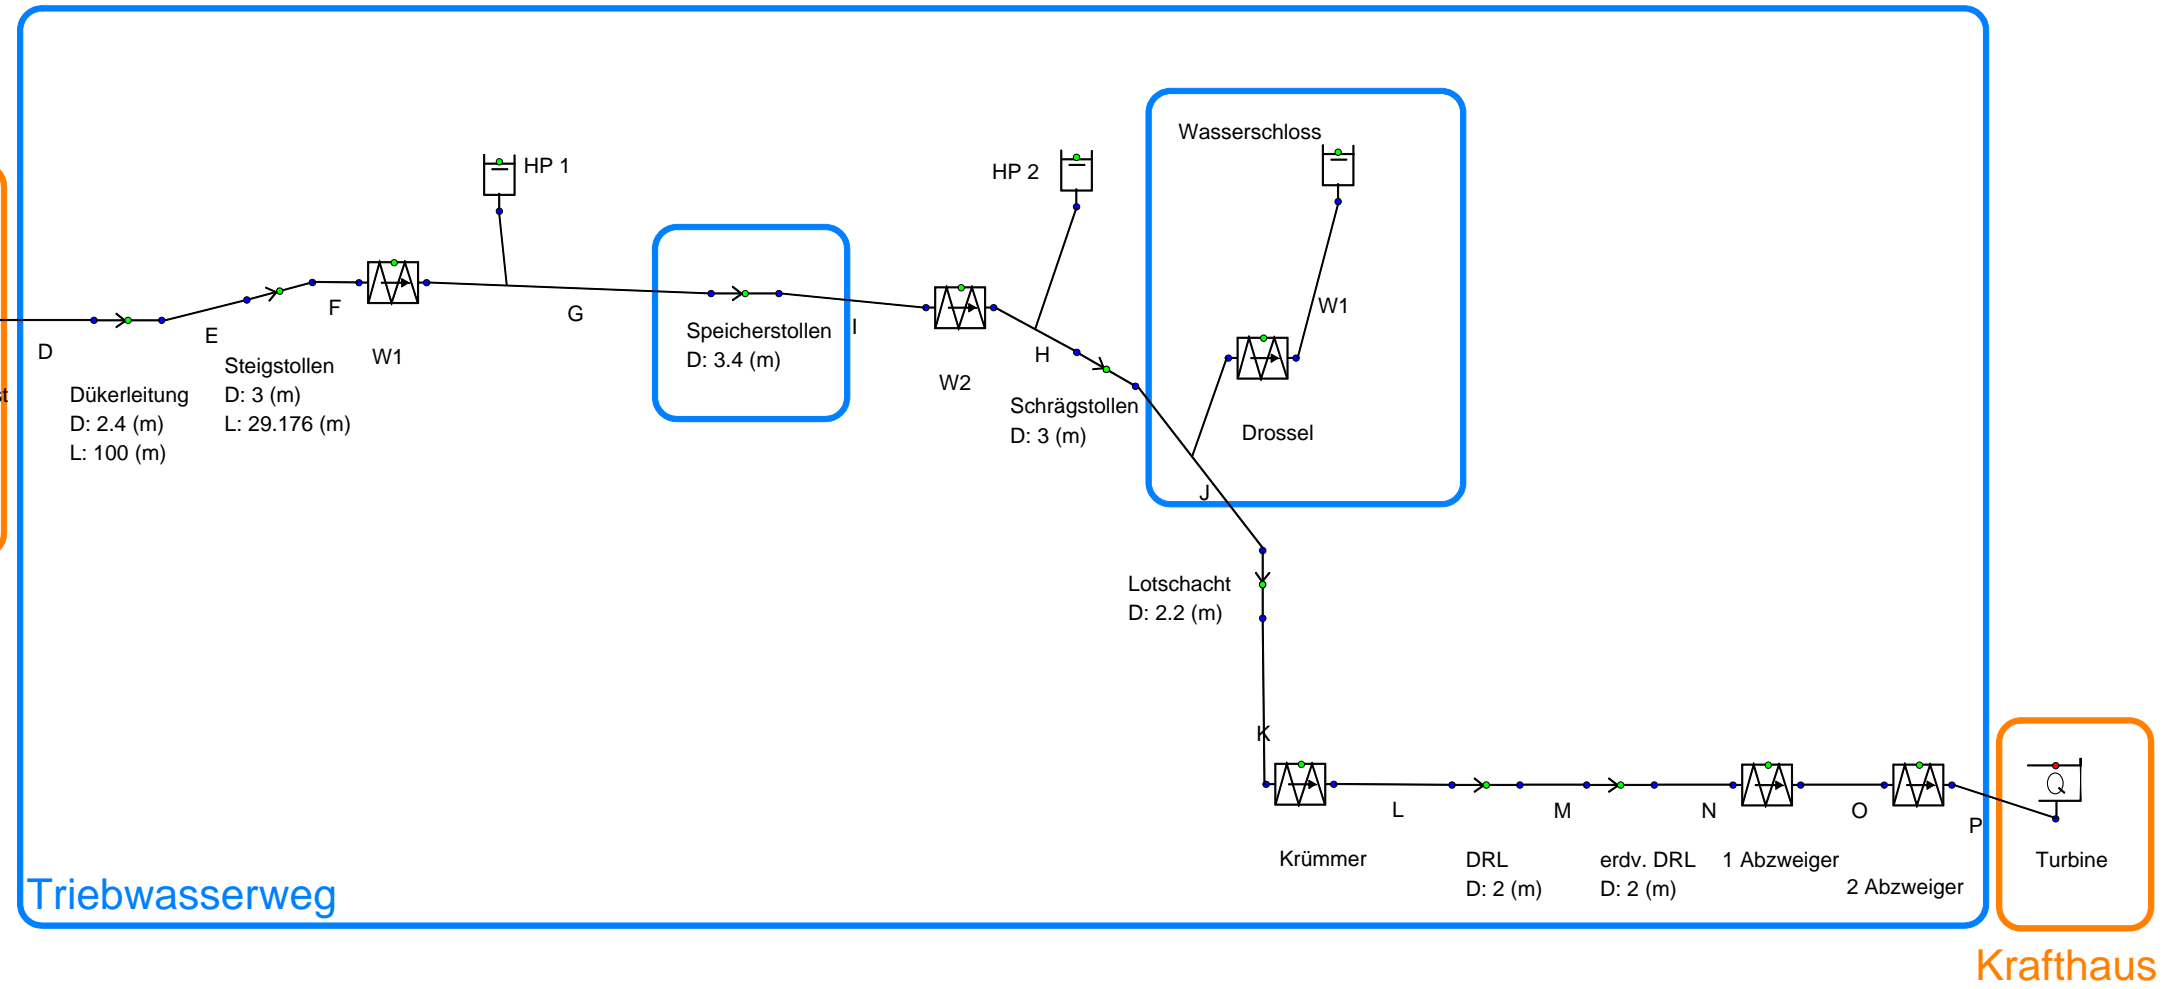 Wasserschloss
HP 1
HP 2
D
E
F
W1
G
I
H
W1
Speicherstollen
D: 3.4 (m)
Steigstollen
D: 3 (m)
L: 29.176 (m)
Dükerleitung
D: 2.4 (m)
L: 100 (m)
st
W2
Schrägstollen
D: 3 (m)
Drossel
J
Lotschacht
D: 2.2 (m)
K
L
M
N
O
P
Q
Krümmer
DRL
D: 2 (m)
erdv. DRL
D: 2 (m)
1 Abzweiger
2 Abzweiger
Turbine
Triebwasserweg
Krafthaus